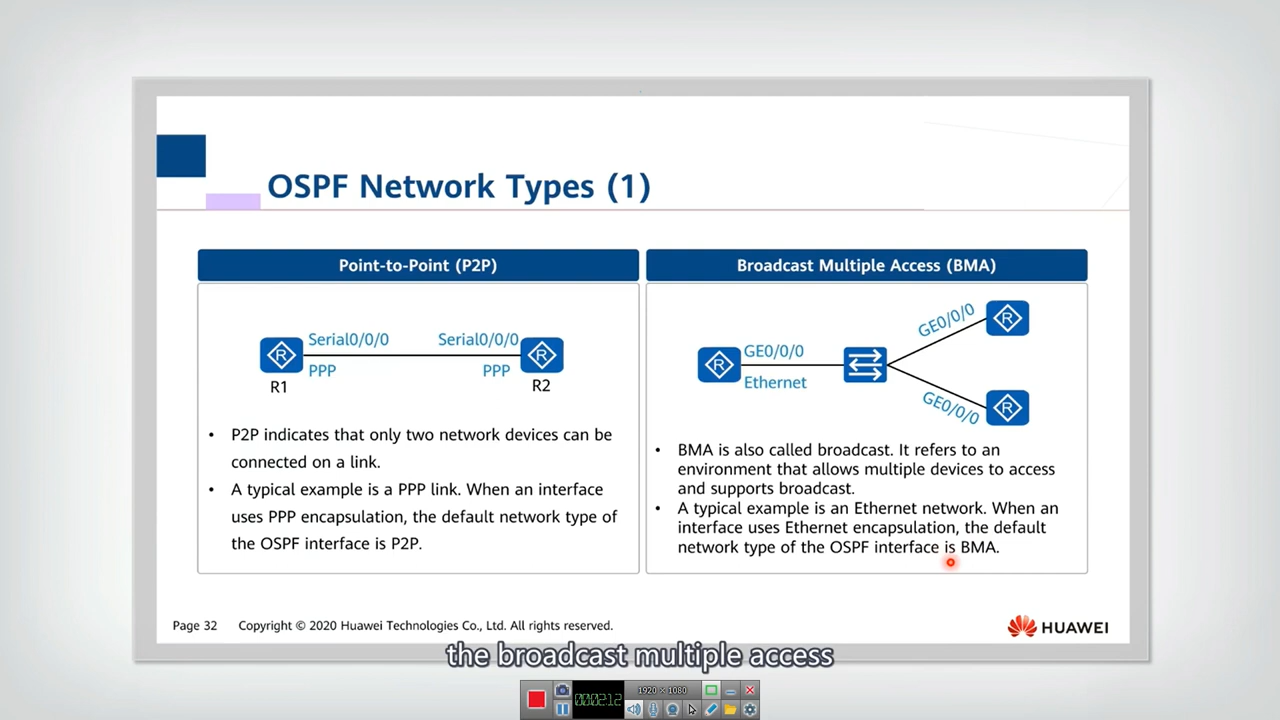 OSPF Network Types (1)
Point-to-Point (P2P)
Serial0/0/0
Serial0/0/0
R
R
PPP
PPP
R1
R2
• P2P indicates that only two network devices can be
connected on a link.
• A typical example is a PPP link. When an interface
uses PPP encapsulation, the default network type of
the OSPF interface is P2P.
Broadcast Multiple Access (BMA)
GE0/0/0
R
GE0/0/0
R
Ethernet
GE0/0/0
R
• BMA is also called broadcast. It refers to an
environment that allows multiple devices to access
and supports broadcast.
• A typical example is an Ethernet network. When an
interface uses Ethernet encapsulation, the default
network type of the OSPF interface is BMA.
Page 32 Copyright © 2020 Huawei Technologies Co., Ltd. All rights reserved.
HUAWEI
the broadcast multiple access
1920 × 1080